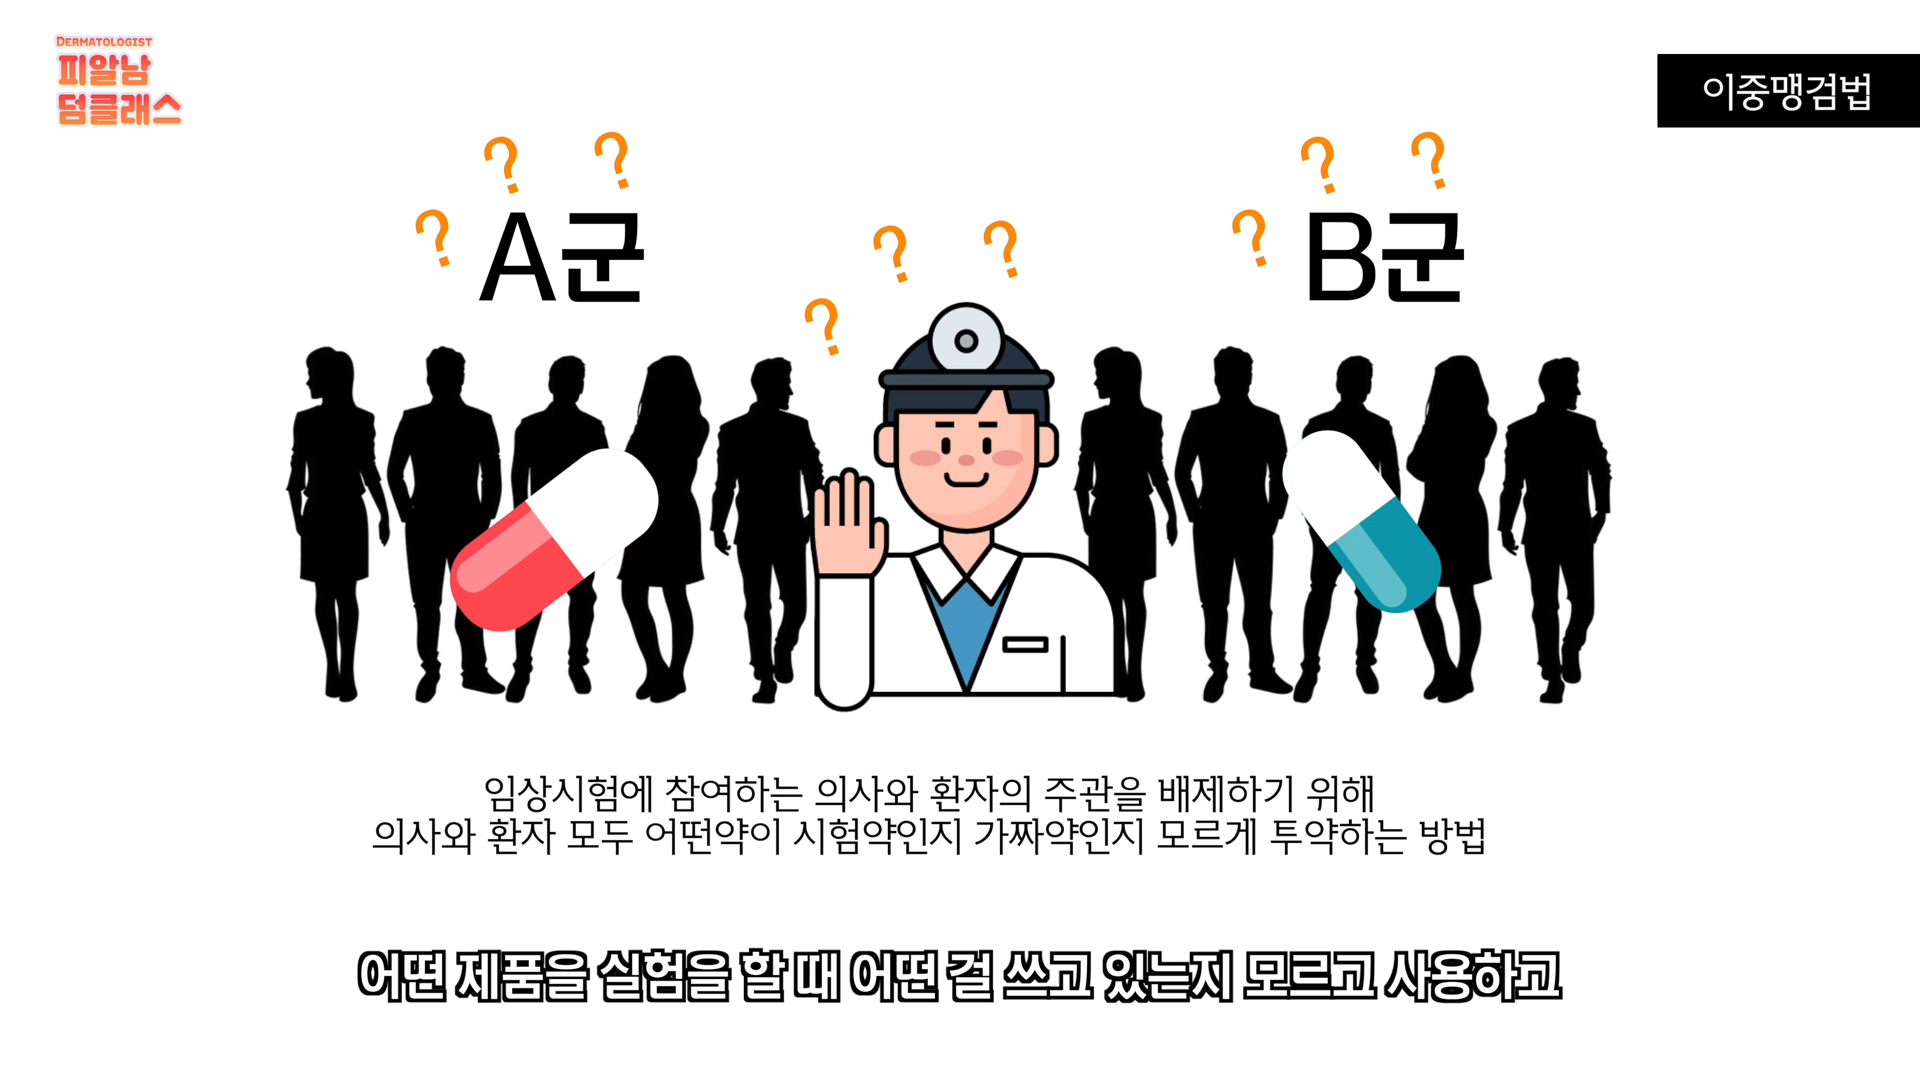 DERMATOLOGIST
피알남
덤클래스
이중맹검법
? ? ?
A군
? ? ?
? ? ?
B군
임상시험에 참여하는 의사와 환자의 주관을 배제하기 위해
의사와 환자 모두 어떤약이 시험약인지 가짜약인지 모르게 투약하는 방법
어떤 제품을 실험을 할 때 어떤 걸 쓰고 있는지 모르고 사용하고